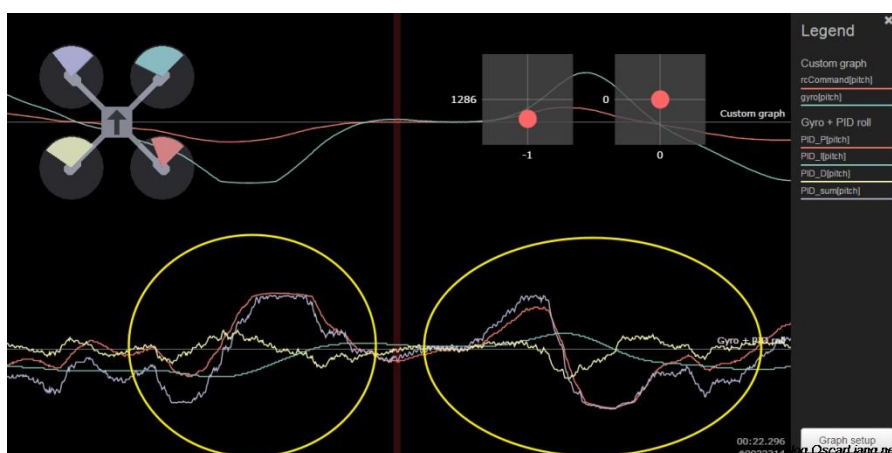 Legend
Custom graph
rcCommand[pitch]
gyro[pitch]
Gyro + PID roll
PID_P[pitch]
PID_I[pitch]
PID_D[pitch]
PID_sum[pitch]
1286
-1
0
0
Custom graph
Gyro + PID roll
00:22.296
Graph setup